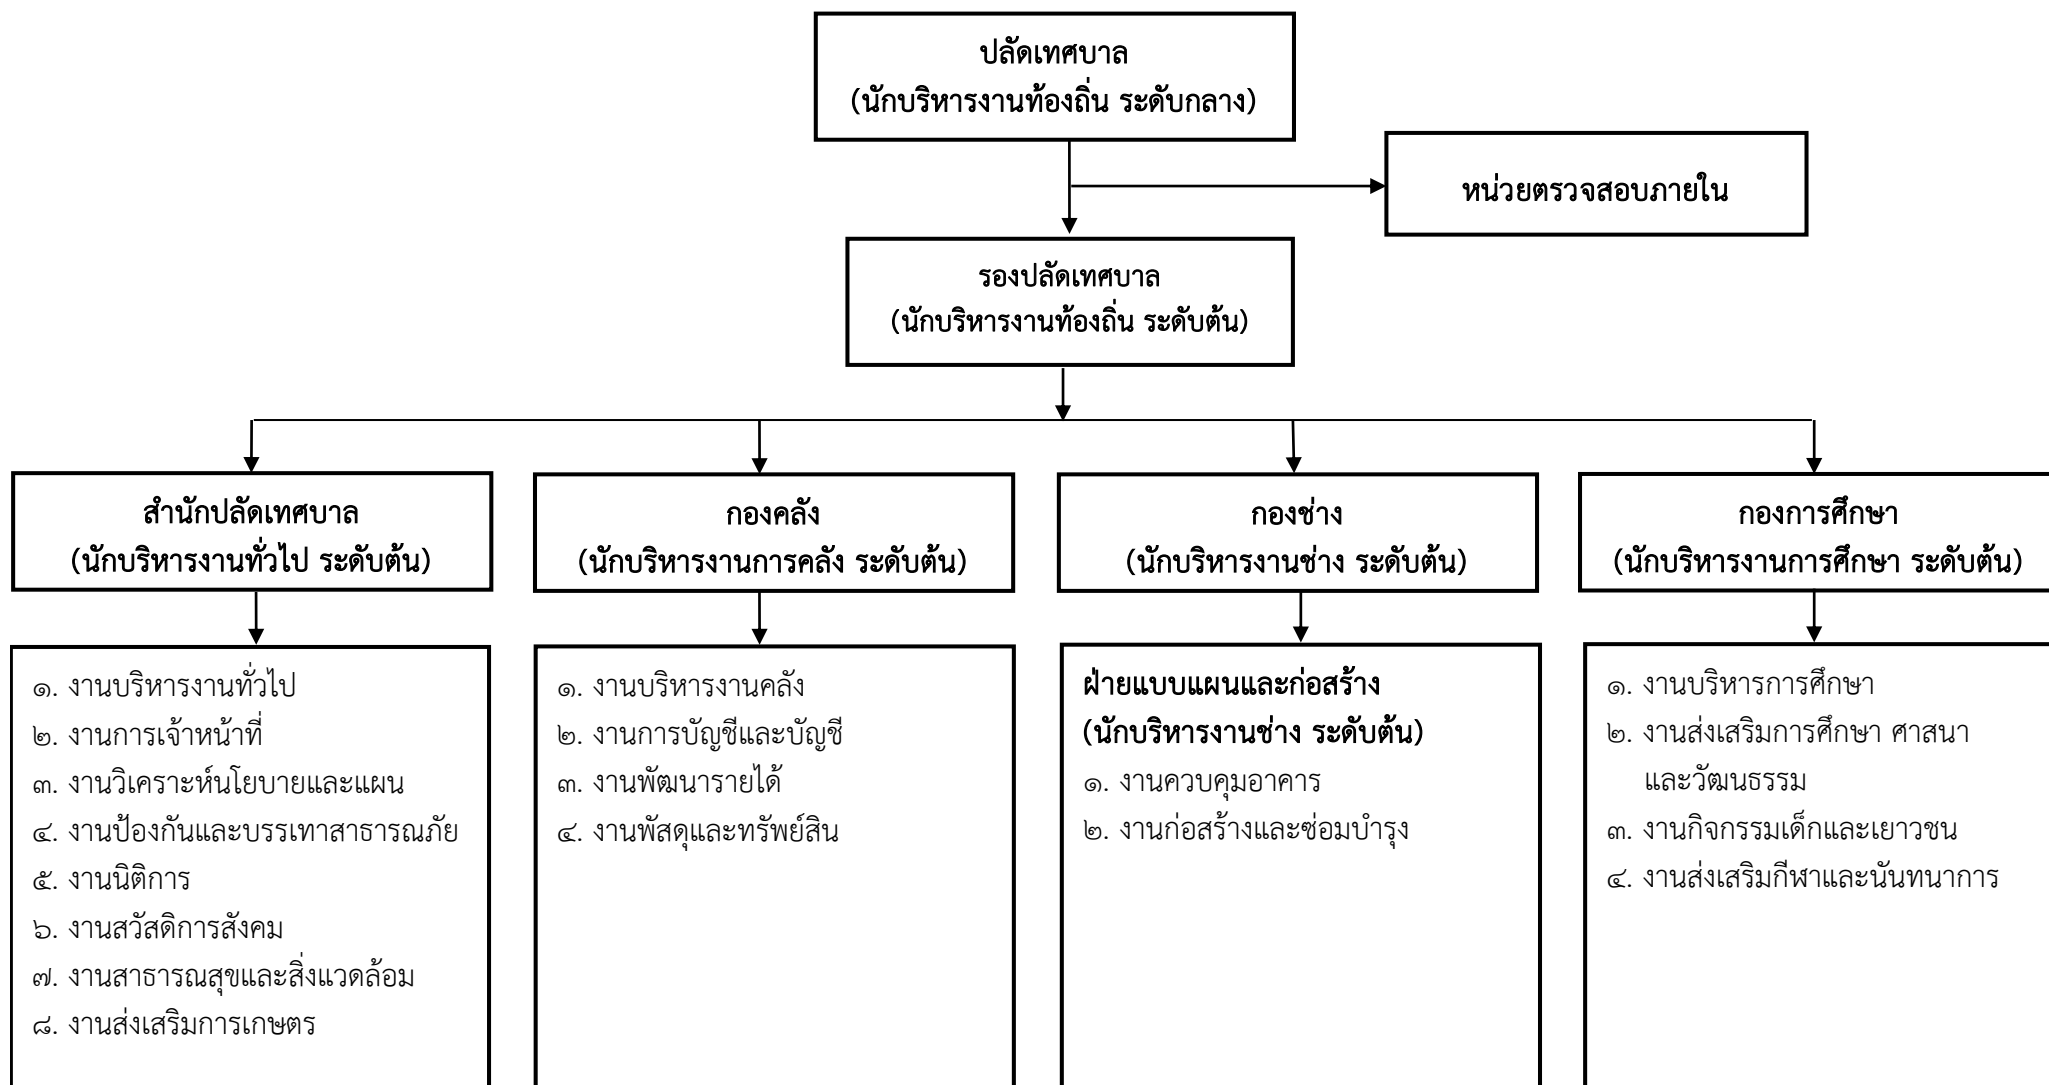 ปลัดเทศบาล
(นักบริหารงานท้องถิ่น ระดับกลาง)
หน่วยตรวจสอบภายใน
รองปลัดเทศบาล
(นักบริหารงานท้องถิ่น ระดับต้น)
สำนักปลัดเทศบาล
(นักบริหารงานทั่วไป ระดับต้น)
กองคลัง
(นักบริหารงานการคลัง ระดับต้น)
กองช่าง
(นักบริหารงานช่าง ระดับต้น)
กองการศึกษา
(นักบริหารงานการศึกษา ระดับต้น)
๑. งานบริหารงานทั่วไป
๒. งานการเจ้าหน้าที่
๓. งานวิเคราะห์นโยบายและแผน
๔. งานป้องกันและบรรเทาสาธารณภัย
๕. งานนิติการ
๖. งานสวัสดิการสังคม
๗. งานสาธารณสุขและสิ่งแวดล้อม
๘. งานส่งเสริมการเกษตร
๑. งานบริหารงานคลัง
๒. งานการบัญชีและบัญชี
๓. งานพัฒนารายได้
๔. งานพัสดุและทรัพย์สิน
ฝ่ายแบบแผนและก่อสร้าง
(นักบริหารงานช่าง ระดับต้น)
๑. งานควบคุมอาคาร
๒. งานก่อสร้างและซ่อมบำรุง
๑. งานบริหารการศึกษา
๒. งานส่งเสริมการศึกษา ศาสนา
และวัฒนธรรม
๓. งานกิจกรรมเด็กและเยาวชน
๔. งานส่งเสริมกีฬาและนันทนาการ